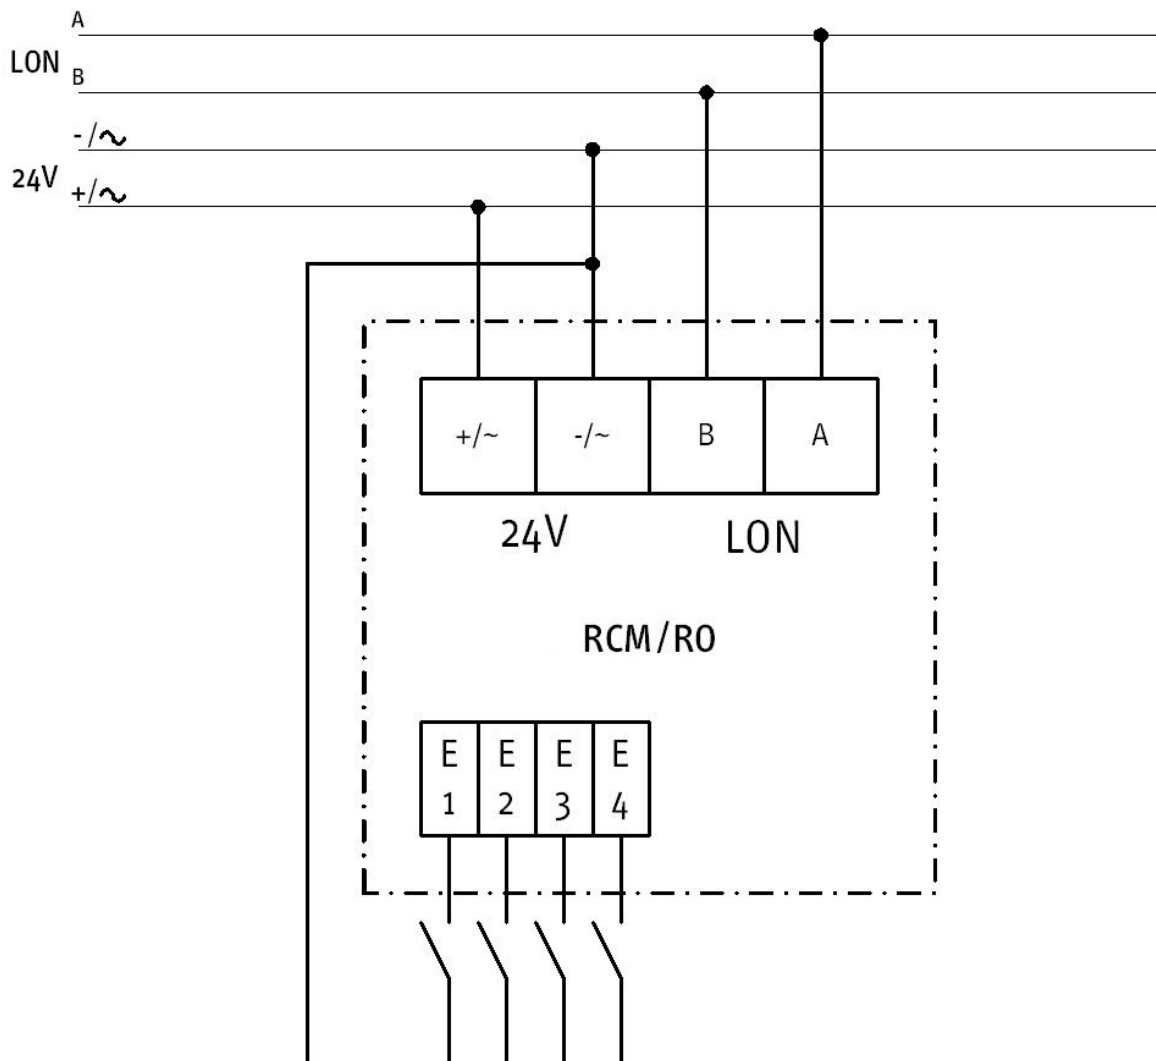 A
LON
B
-/~
24V
+/~
+/~ -/~ B A
24V LON
RCM/RO
E E E E
1 2 3 4